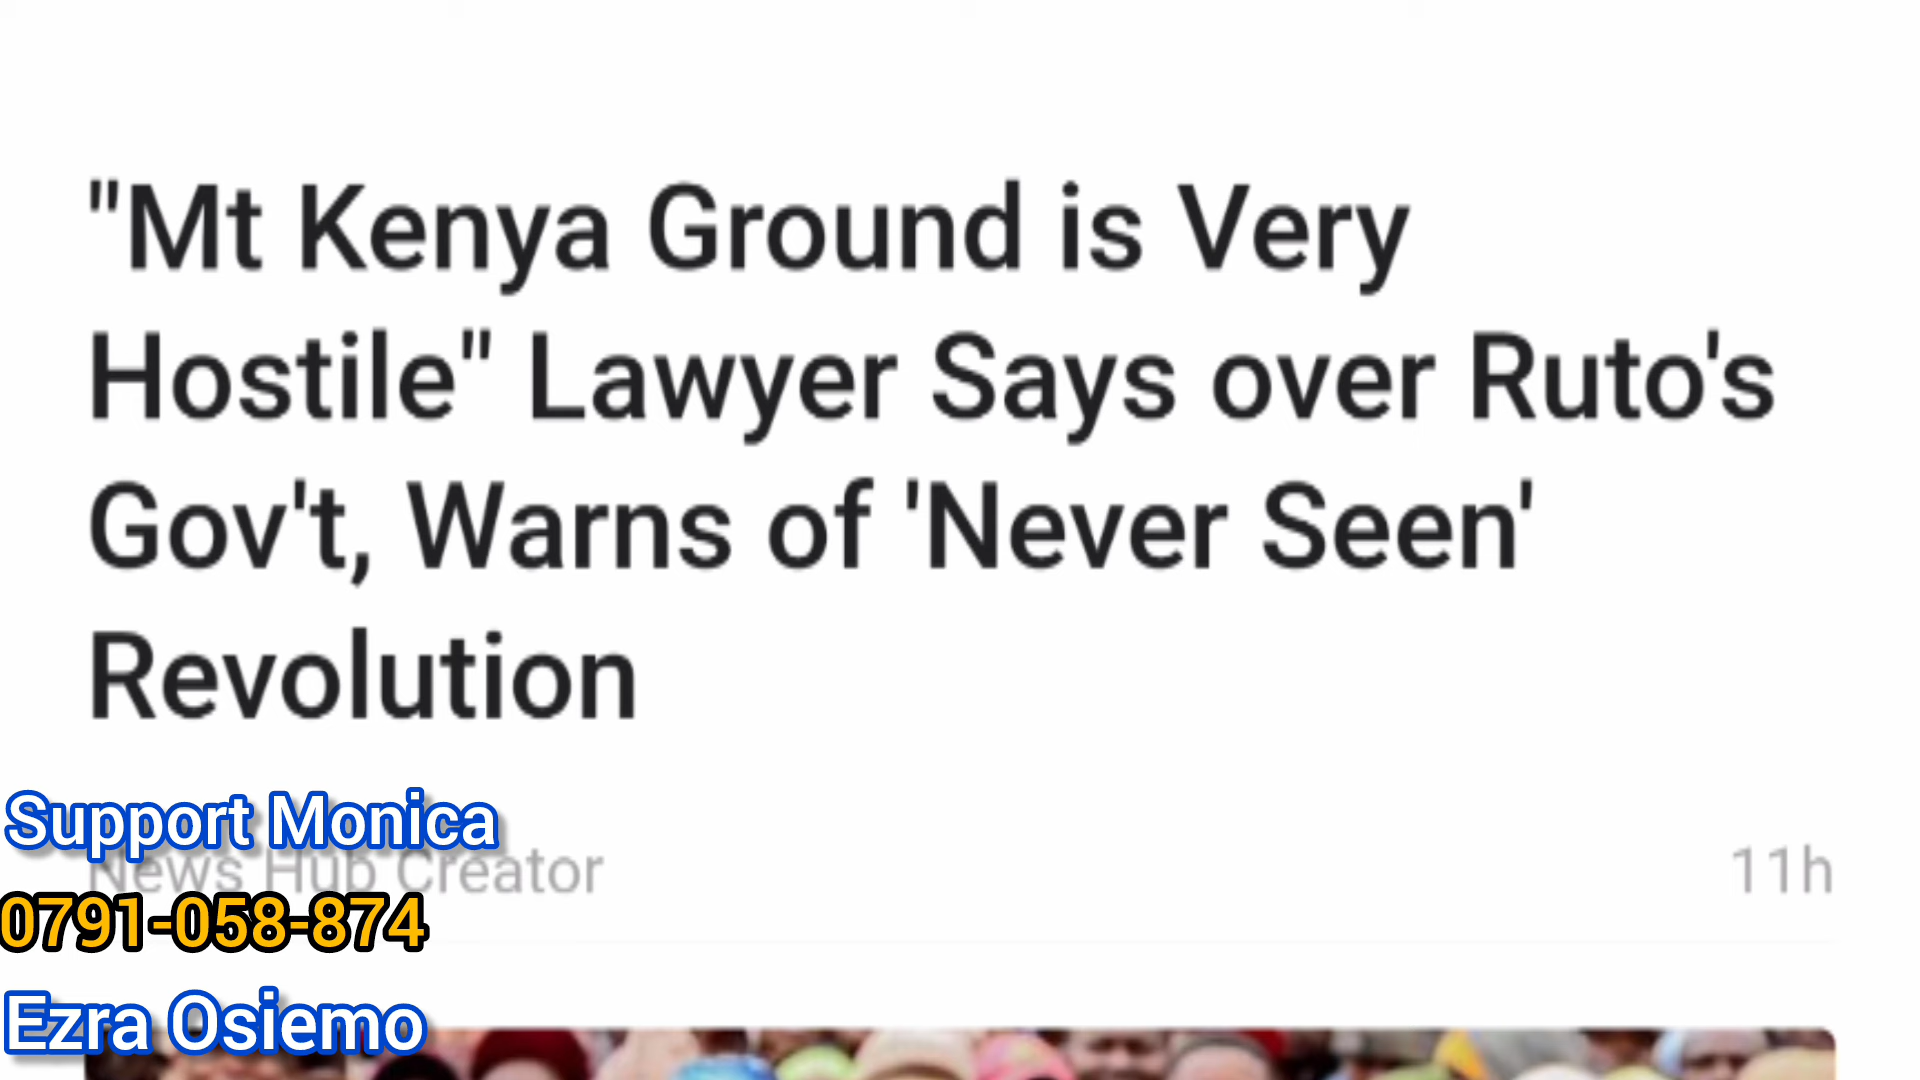 "Mt Kenya Ground is Very
Hostile" Lawyer Says over Ruto's
Gov't, Warns of 'Never Seen'
Revolution
Support Monica
News Hub Creator
11h
0791-058-874
Ezra Osiemo